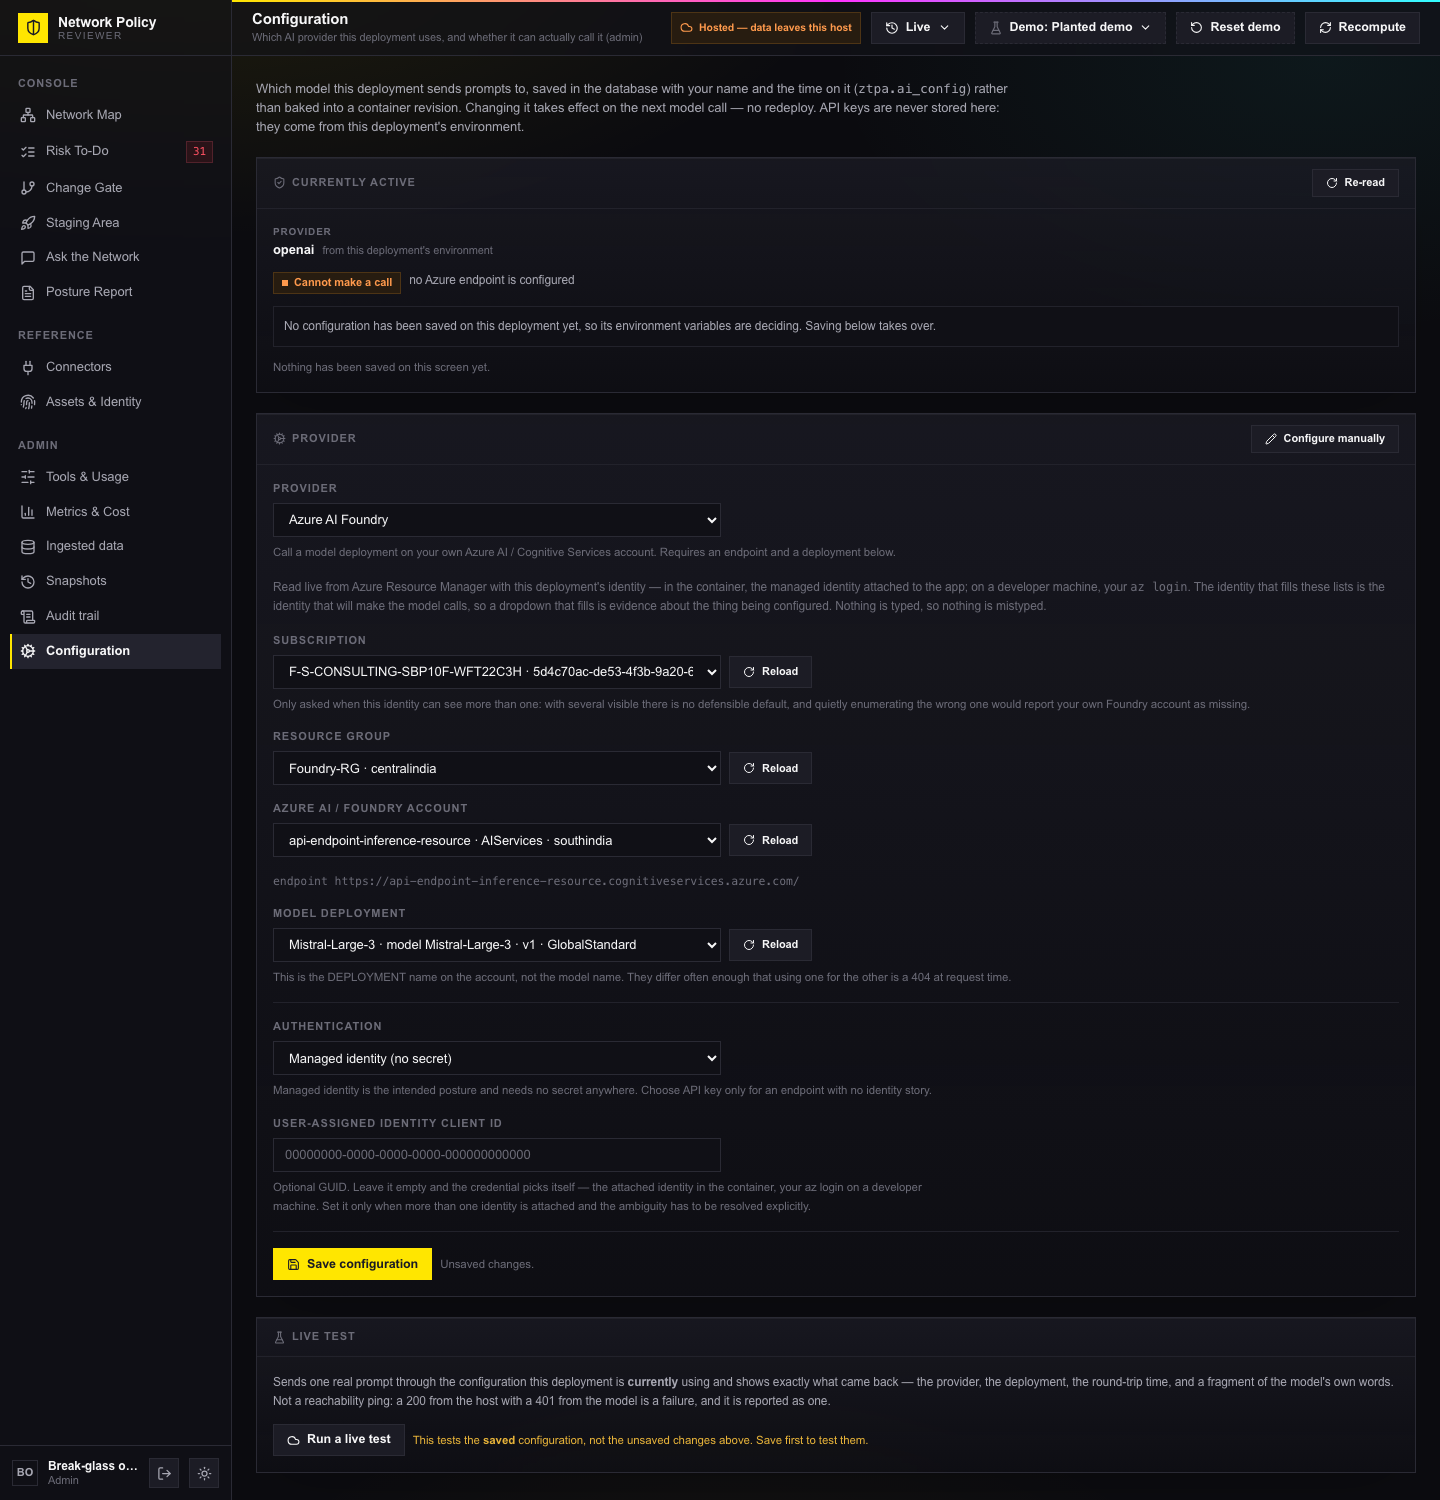 Network Policy
REVIEWER
CONSOLE
Network Map
Risk To-Do
31
Change Gate
Staging Area
Ask the Network
Posture Report
REFERENCE
Connectors
Assets & Identity
ADMIN
Tools & Usage
Metrics & Cost
Ingested data
Snapshots
Audit trail
Configuration
BO
Break-glass o...
Admin
Configuration
Which AI provider this deployment uses, and whether it can actually call it (admin)
Hosted — data leaves this host
Live
Demo: Planted demo
Reset demo
Recompute
Which model this deployment sends prompts to, saved in the database with your name and the time on it (ztpa.ai_config) rather
than baked into a container revision. Changing it takes effect on the next model call — no redeploy. API keys are never stored here:
they come from this deployment's environment.
CURRENTLY ACTIVE
Re-read
PROVIDER
openai from this deployment's environment
Cannot make a call no Azure endpoint is configured
No configuration has been saved on this deployment yet, so its environment variables are deciding. Saving below takes over.
Nothing has been saved on this screen yet.
PROVIDER
Configure manually
PROVIDER
Azure AI Foundry
Call a model deployment on your own Azure AI / Cognitive Services account. Requires an endpoint and a deployment below.
Read live from Azure Resource Manager with this deployment's identity — in the container, the managed identity attached to the app; on a developer machine, your az login. The identity that fills these lists is the
identity that will make the model calls, so a dropdown that fills is evidence about the thing being configured. Nothing is typed, so nothing is mistyped.
SUBSCRIPTION
F-S-CONSULTING-SBP10F-WFT22C3H · 5d4c70ac-de53-4f3b-9a20-6
Reload
Only asked when this identity can see more than one: with several visible there is no defensible default, and quietly enumerating the wrong one would report your own Foundry account as missing.
RESOURCE GROUP
Foundry-RG · centralindia
Reload
AZURE AI / FOUNDRY ACCOUNT
api-endpoint-inference-resource · AIServices · southindia
Reload
endpoint https://api-endpoint-inference-resource.cognitiveservices.azure.com/
MODEL DEPLOYMENT
Mistral-Large-3 · model Mistral-Large-3 · v1 · GlobalStandard
Reload
This is the DEPLOYMENT name on the account, not the model name. They differ often enough that using one for the other is a 404 at request time.
AUTHENTICATION
Managed identity (no secret)
Managed identity is the intended posture and needs no secret anywhere. Choose API key only for an endpoint with no identity story.
USER-ASSIGNED IDENTITY CLIENT ID
00000000-0000-0000-0000-000000000000
Optional GUID. Leave it empty and the credential picks itself — the attached identity in the container, your az login on a developer
machine. Set it only when more than one identity is attached and the ambiguity has to be resolved explicitly.
Save configuration
Unsaved changes.
LIVE TEST
Sends one real prompt through the configuration this deployment is currently using and shows exactly what came back — the provider, the deployment, the round-trip time, and a fragment of the model's own words.
Not a reachability ping: a 200 from the host with a 401 from the model is a failure, and it is reported as one.
Run a live test
This tests the saved configuration, not the unsaved changes above. Save first to test them.